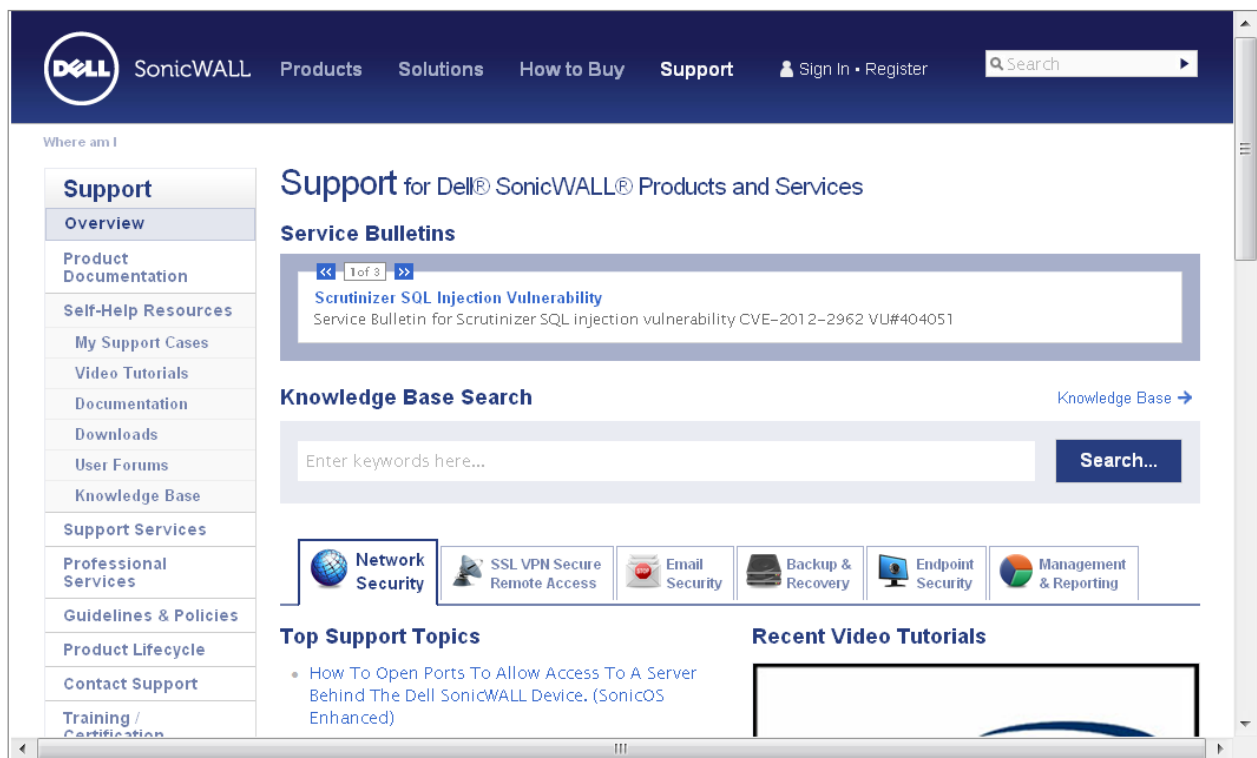 DELL SonicWALL Products Solutions How to Buy Support Sign In • Register Search
Where am I
Support
Overview
Product
Documentation
Self-Help Resources
My Support Cases
Video Tutorials
Documentation
Downloads
User Forums
Knowledge Base
Support Services
Professional
Services
Guidelines & Policies
Product Lifecycle
Contact Support
Training /
Certification
Support for Dell® SonicWALL® Products and Services
Service Bulletins
<< 1 of 3 >>
Scrutinizer SQL Injection Vulnerability
Service Bulletin for Scrutinizer SQL injection vulnerability CVE-2012-2962 VU#404051
Knowledge Base Search
Knowledge Base →
Enter keywords here...
Search...
Network
Security
SSL VPN Secure
Remote Access
STOP
Email
Security
Backup &
Recovery
Endpoint
Security
Management
& Reporting
Top Support Topics
• How To Open Ports To Allow Access To A Server
Behind The Dell SonicWALL Device. (SonicOS
Enhanced)
Recent Video Tutorials